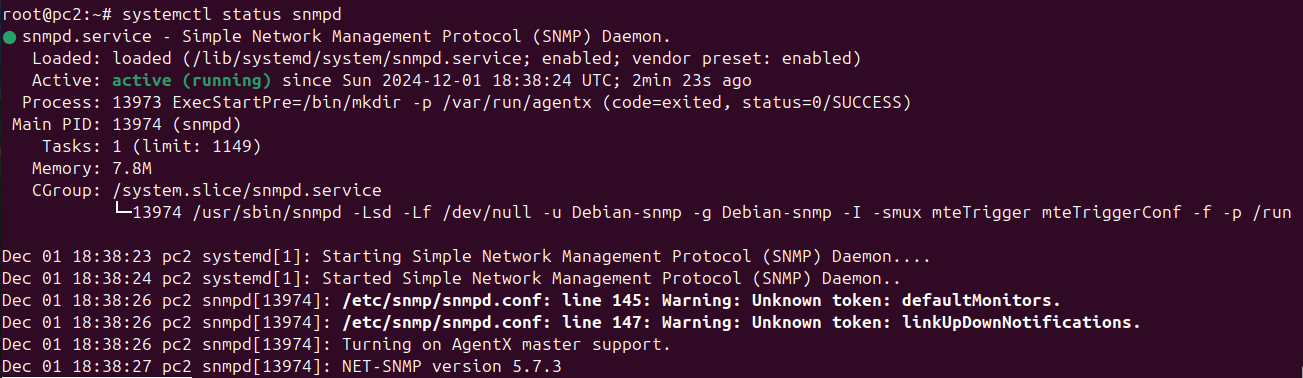 root@pc2:~# systemctl status snmpd
● snmpd.service - Simple Network Management Protocol (SNMP) Daemon.
Loaded: loaded (/lib/systemd/system/snmpd.service; enabled; vendor preset: enabled)
Active: active (running) since Sun 2024-12-01 18:38:24 UTC; 2min 23s ago
Process: 13973 ExecStartPre=/bin/mkdir -p /var/run/agentx (code=exited, status=0/SUCCESS)
Main PID: 13974 (snmpd)
Tasks: 1 (limit: 1149)
Memory: 7.8M
CGroup: /system.slice/snmpd.service
└─13974 /usr/sbin/snmpd -Lsd -Lf /dev/null -u Debian-snmp -g Debian-snmp -I -smux mteTrigger mteTriggerConf -f -p /run
Dec 01 18:38:23 pc2 systemd[1]: Starting Simple Network Management Protocol (SNMP) Daemon....
Dec 01 18:38:24 pc2 systemd[1]: Started Simple Network Management Protocol (SNMP) Daemon..
Dec 01 18:38:26 pc2 snmpd[13974]: /etc/snmp/snmpd.conf: line 145: Warning: Unknown token: defaultMonitors.
Dec 01 18:38:26 pc2 snmpd[13974]: /etc/snmp/snmpd.conf: line 147: Warning: Unknown token: linkUpDownNotifications.
Dec 01 18:38:26 pc2 snmpd[13974]: Turning on AgentX master support.
Dec 01 18:38:27 pc2 snmpd[13974]: NET-SNMP version 5.7.3